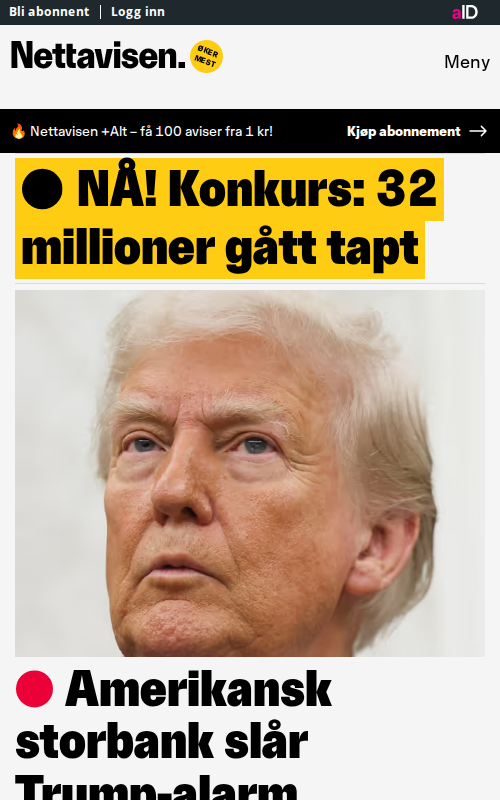 Bli abonnent | Logg inn
aID
Nettavisen.
ØKER
MEST
Meny
🔥 Nettavisen +Alt – få 100 aviser fra 1 kr!
Kjøp abonnement →
NÅ! Konkurs: 32
millioner gått tapt
Amerikansk
storbank slår
Trump-alarm